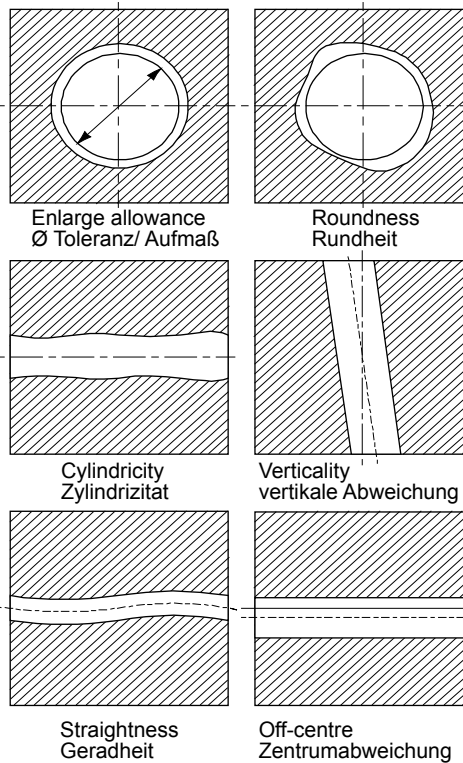 Enlarge allowance
Ø Toleranz/ Aufmaß
Roundness
Rundheit
Cylindricity
Zylindrizitat
Verticality
vertikale Abweichung
Straightness
Geradheit
Off-centre
Zentrumabweichung